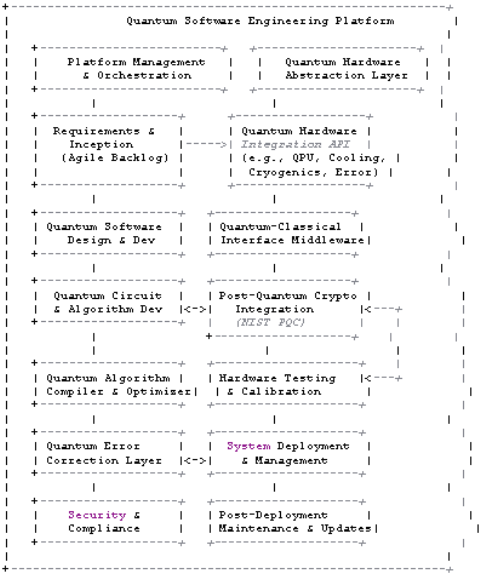 Quantum Software Engineering Platform
Platform Management
& Orchestration
Quantum Hardware
Abstraction Layer
Requirements &
Inception
(Agile Backlog)
Quantum Hardware
Integration API
(e.g., QPU, Cooling,
Cryogenics, Error)
Quantum Software
Design & Dev
Quantum-Classical
Interface Middleware
Quantum Circuit
& Algorithm Dev
Post-Quantum Crypto
Integration
(NIST PQC)
Quantum Algorithm
Compiler & Optimizer
Hardware Testing
& Calibration
Quantum Error
Correction Layer
System Deployment
& Management
Security &
Compliance
Post-Deployment
Maintenance & Updates